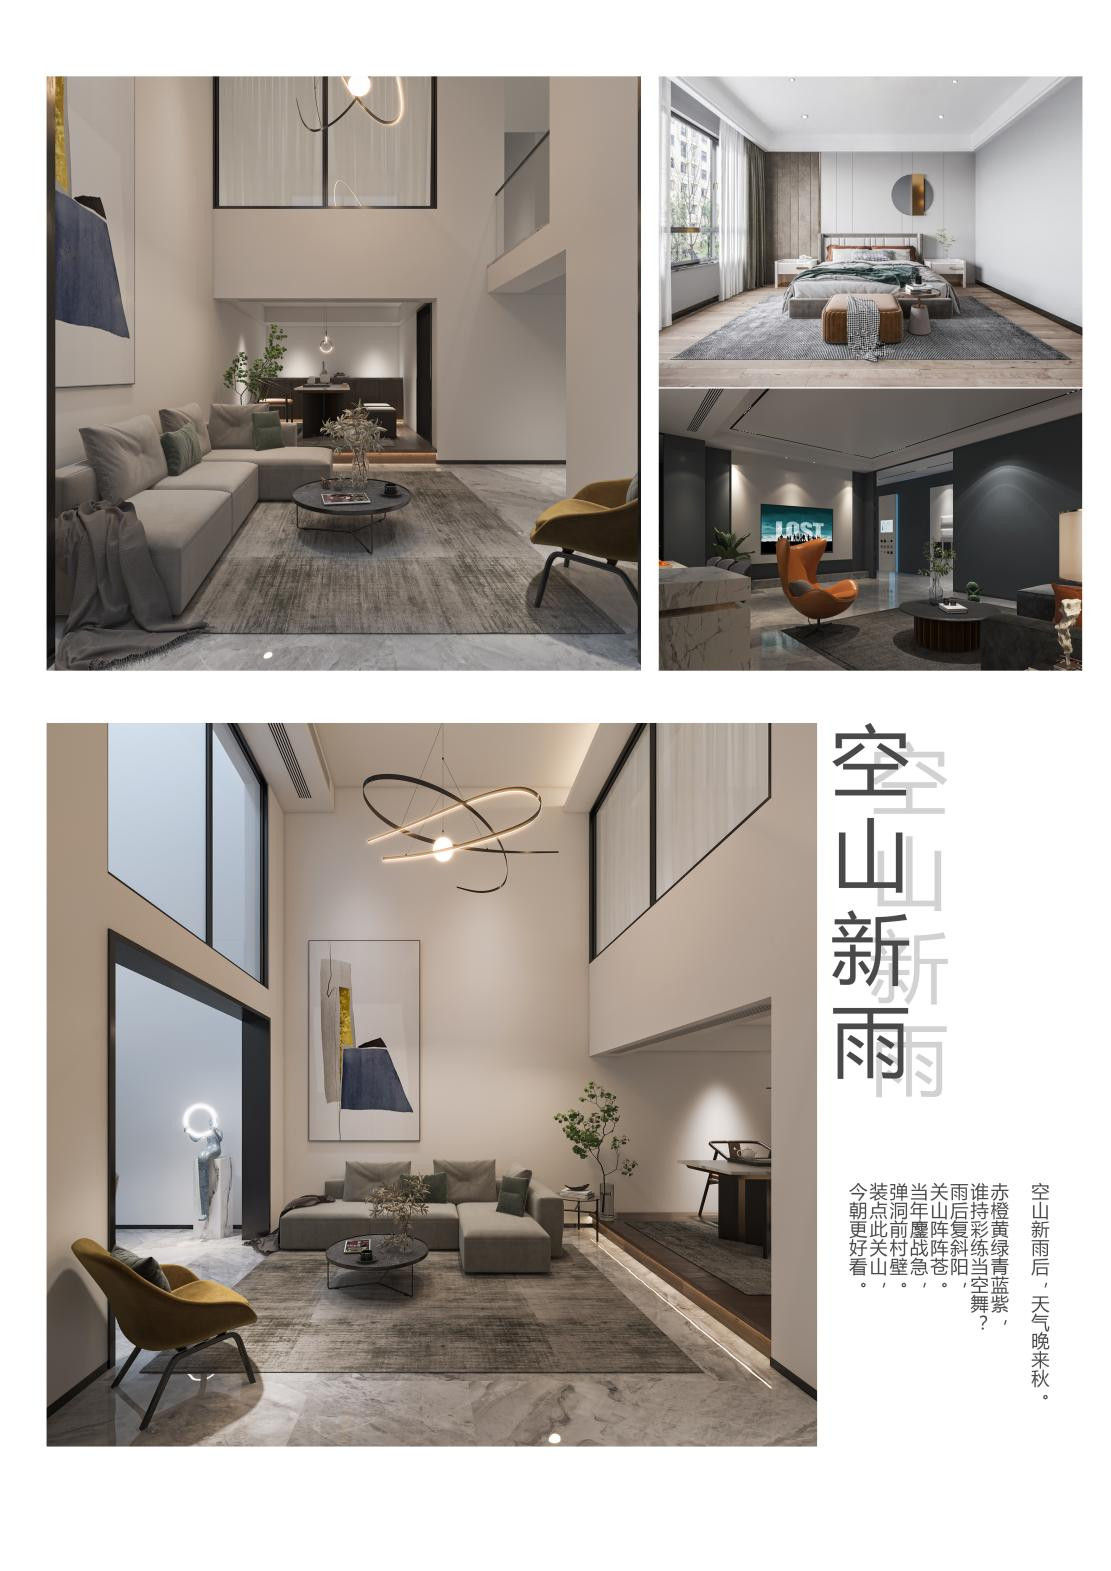 LOST
空山新雨
空山新雨
空山新雨后，天气晚来秋。
赤橙黄绿青蓝紫，
谁持彩练当空舞？
雨后复斜阳，
关山阵阵苍。
当年鏖战急，
弹洞前村壁。
装点此关山，
今朝更好看。